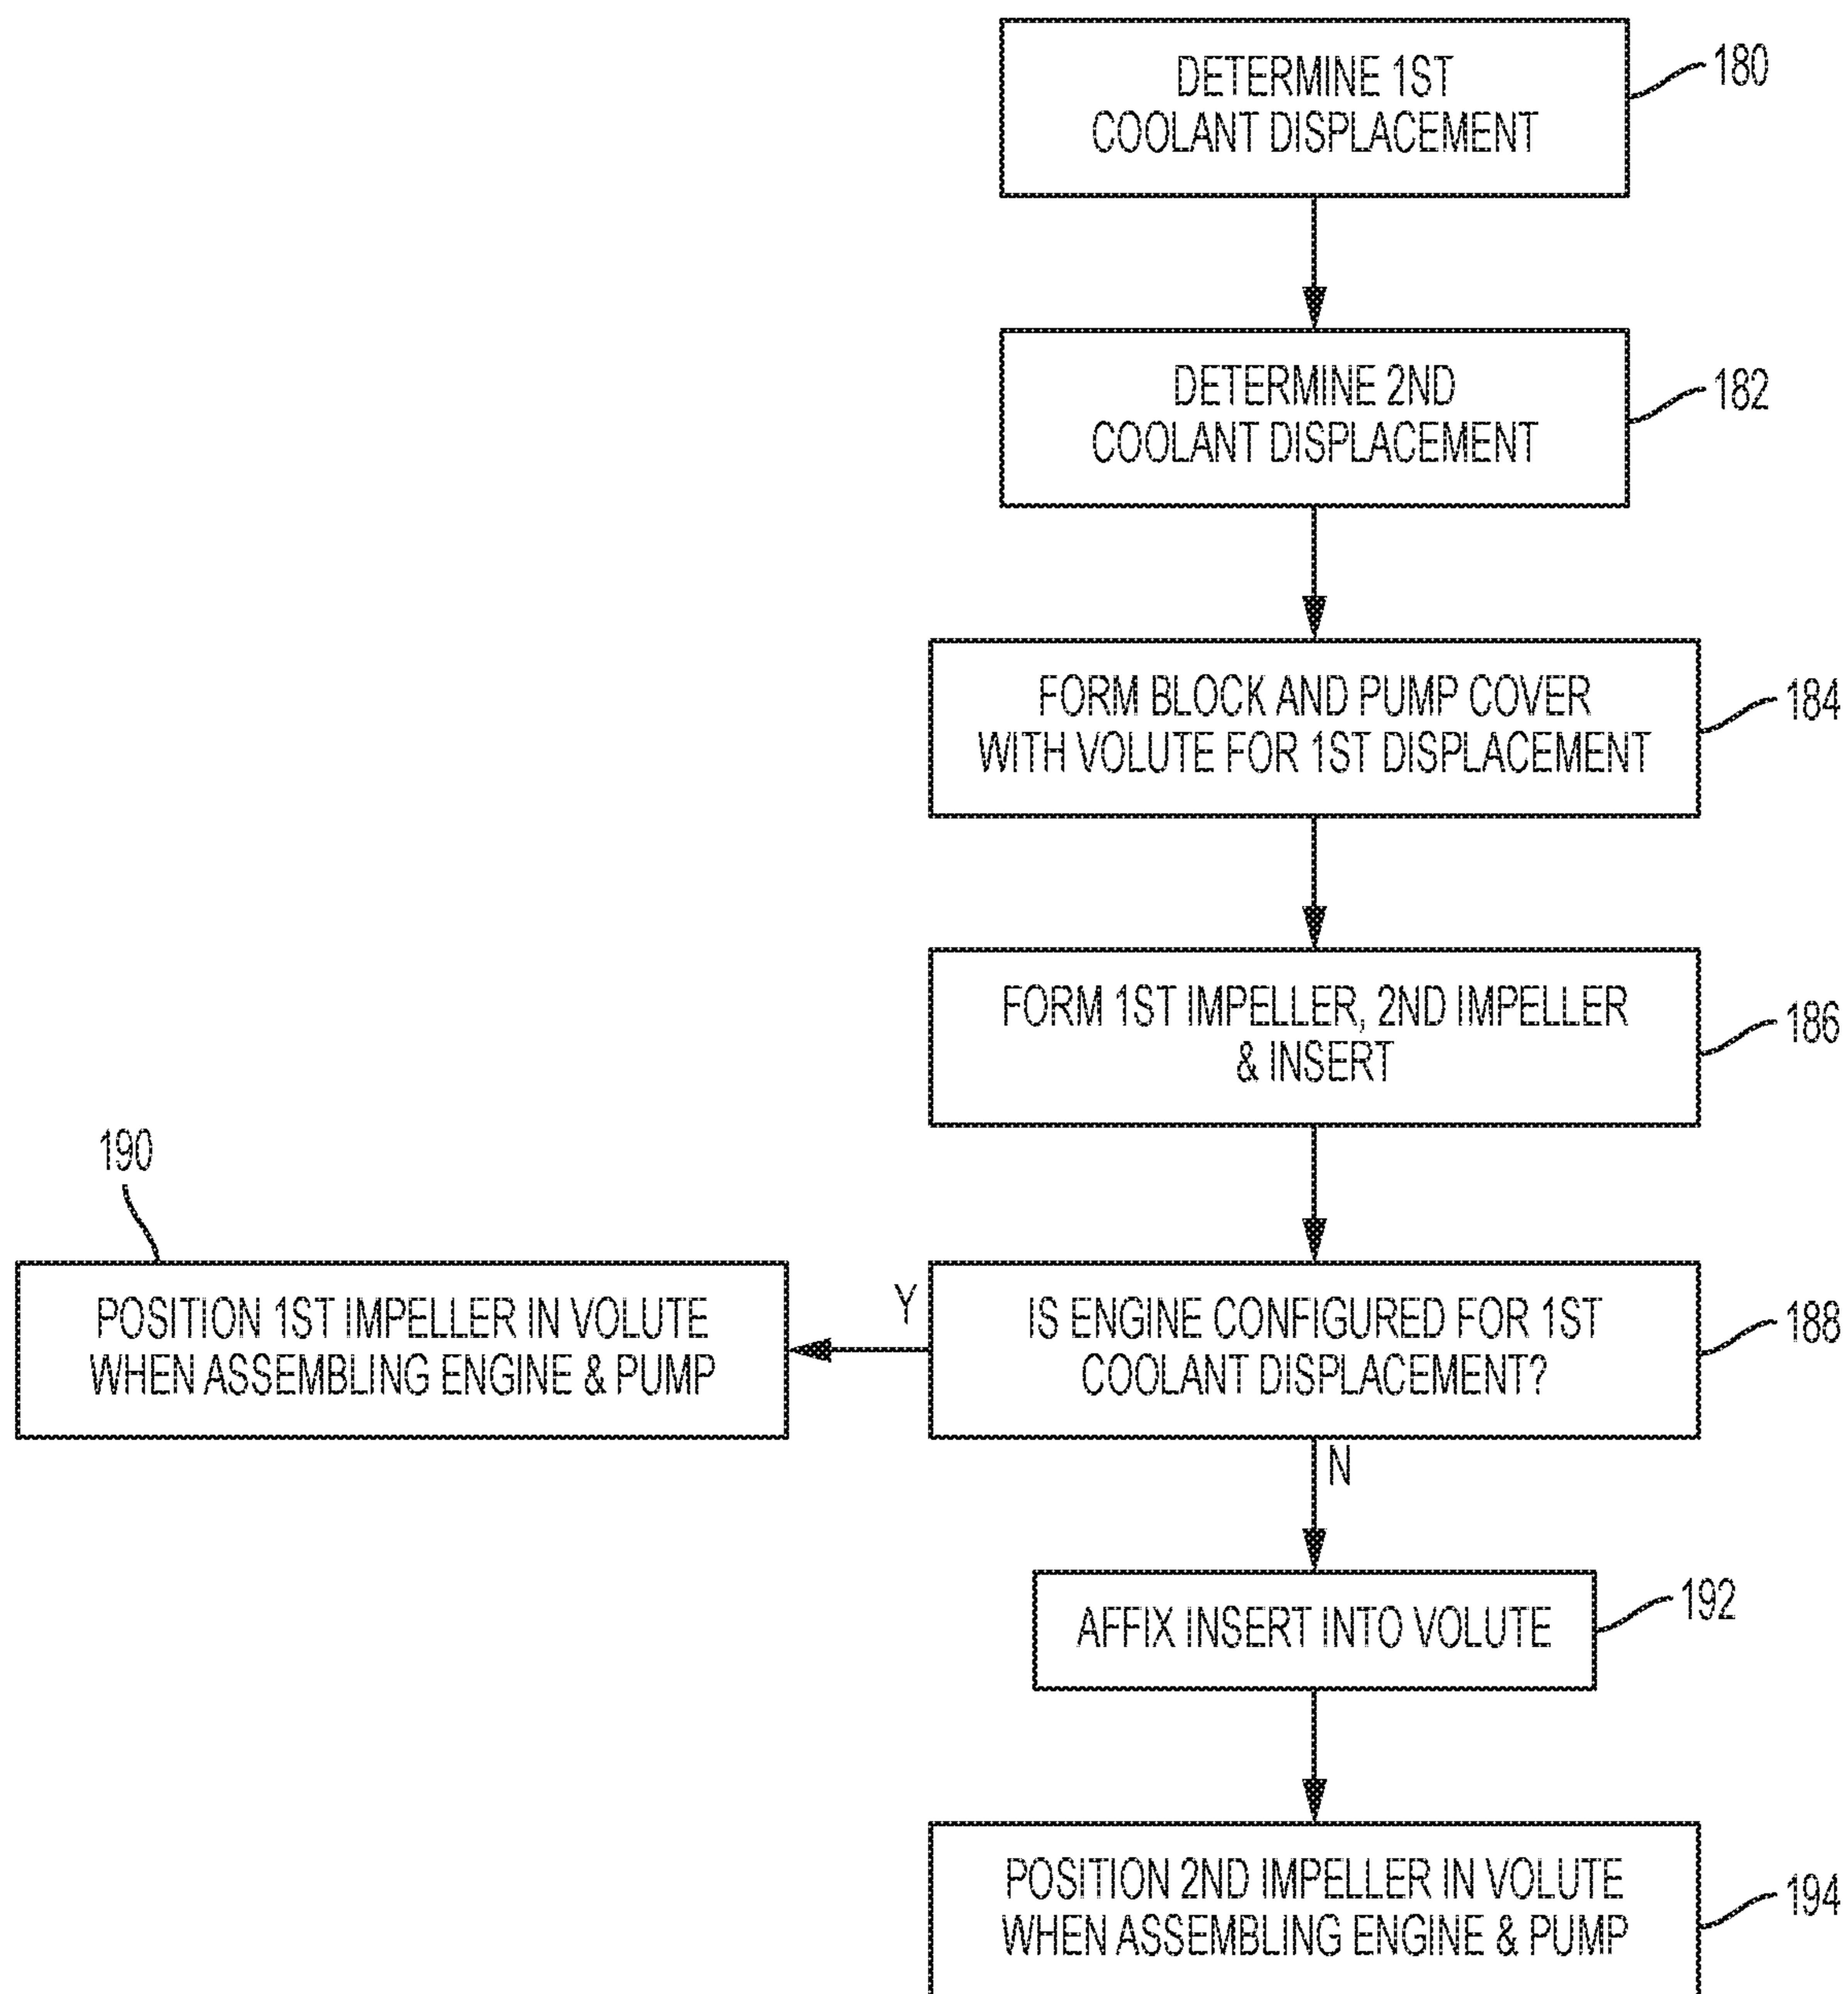 DETERMINE 1ST
COOLANT DISPLACEMENT
180
DETERMINE 2ND
COOLANT DISPLACEMENT
182
FORM BLOCK AND PUMP COVER
WITH VOLUTE FOR 1ST DISPLACEMENT
184
FORM 1ST IMPELLER, 2ND IMPELLER
& INSERT
186
190
POSITION 1ST IMPELLER IN VOLUTE
WHEN ASSEMBLING ENGINE & PUMP
Y
IS ENGINE CONFIGURED FOR 1ST
COOLANT DISPLACEMENT?
188
N
AFFIX INSERT INTO VOLUTE
192
POSITION 2ND IMPELLER IN VOLUTE
WHEN ASSEMBLING ENGINE & PUMP
194